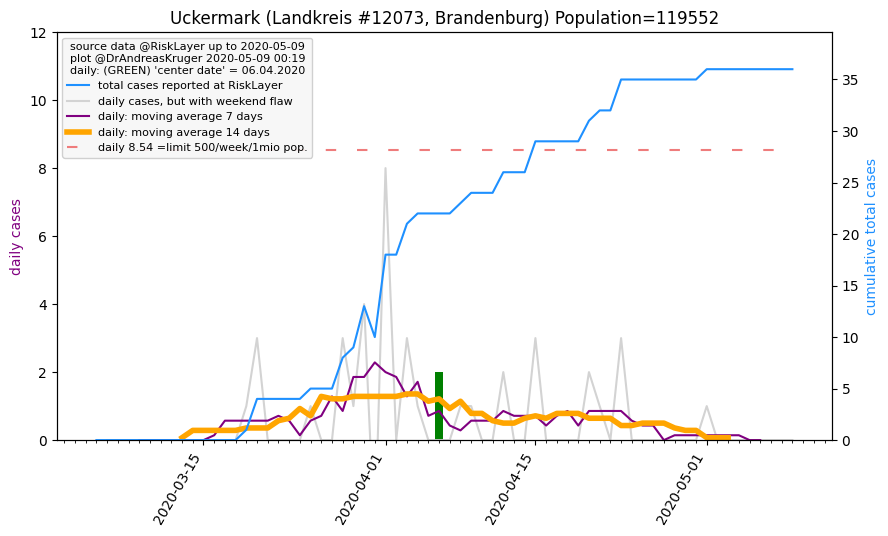 Uckermark (Landkreis #12073, Brandenburg) Population=119552
source data @RiskLayer up to 2020-05-09
plot @DrAndreasKruger 2020-05-09 00:19
daily: (GREEN) 'center date' = 06.04.2020
total cases reported at RiskLayer
daily cases, but with weekend flaw
daily: moving average 7 days
daily: moving average 14 days
daily 8.54 =limit 500/week/1mio pop.
daily cases
12
10
8
6
4
2
0
cumulative total cases
35
30
25
20
15
10
5
0
2020-03-15
2020-04-01
2020-04-15
2020-05-01